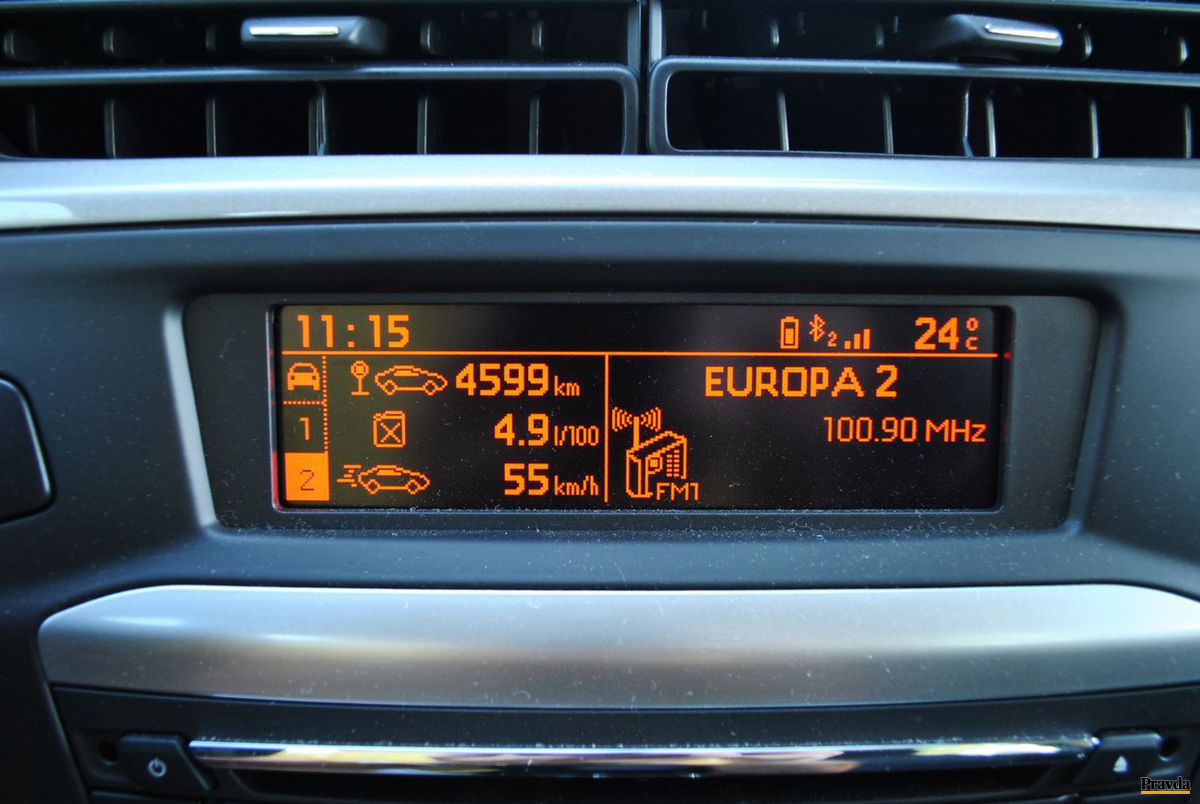 11:15 2 24°C
4599 km
1 4.9 l/100
2 55 km/h
EUROPA 2
100.90 MHz
FM1
Pravda